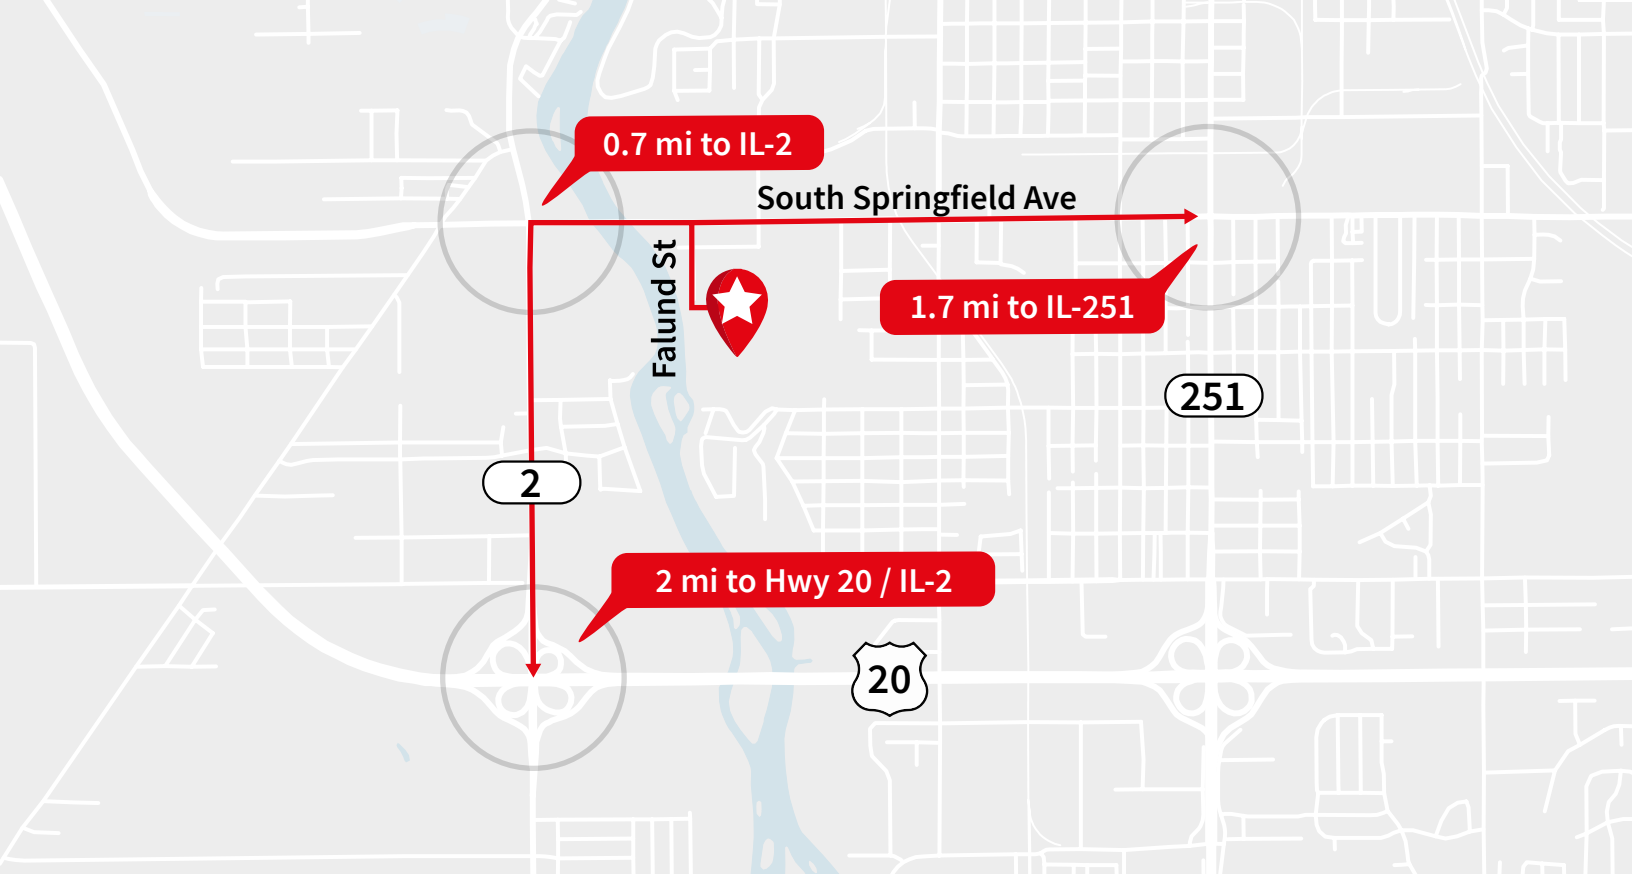 0.7 mi to IL-2
South Springfield Ave
Falund St
1.7 mi to IL-251
251
2
2 mi to Hwy 20 / IL-2
20